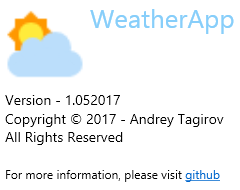 WeatherApp
Version - 1.052017
Copyright © 2017 - Andrey Tagirov
All Rights Reserved
For more information, please visit github